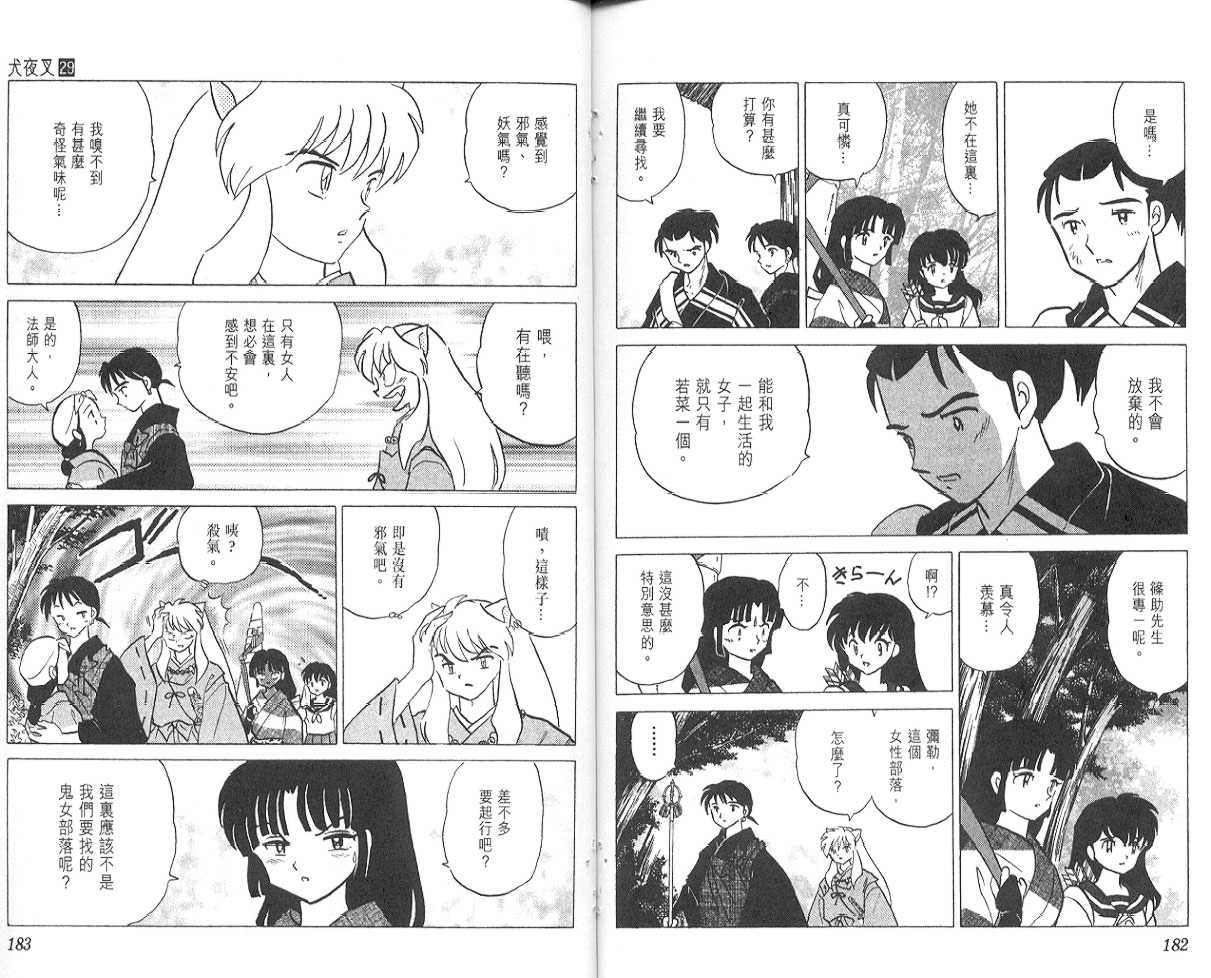 是嗎…
她不在這裏…
真可憐…
你有甚麼
打算？
我要
繼續尋找。
我不會
放棄的。
能和我
一起生活的
女子，
就只有
若菜一個。
篠助先生
很專一呢。
真令人
羨慕…
啊!?
きらーん
不…
這沒甚麼
特別意思的。
彌勒，
這個
女性部落，
怎麼了？
……
182
犬夜叉 29
感覺到
邪氣、
妖氣嗎？
我嗅不到
有甚麼
奇怪氣味呢…
喂，
有在聽嗎？
只有女人
在這裏，
想必會
感到不安吧。
是的，
法師大人。
嘖，這樣子…
即是沒有
邪氣吧。
咦？
殺氣。
差不多
要起行吧？
這裏應該不是
我們要找的
鬼女部落呢？
183